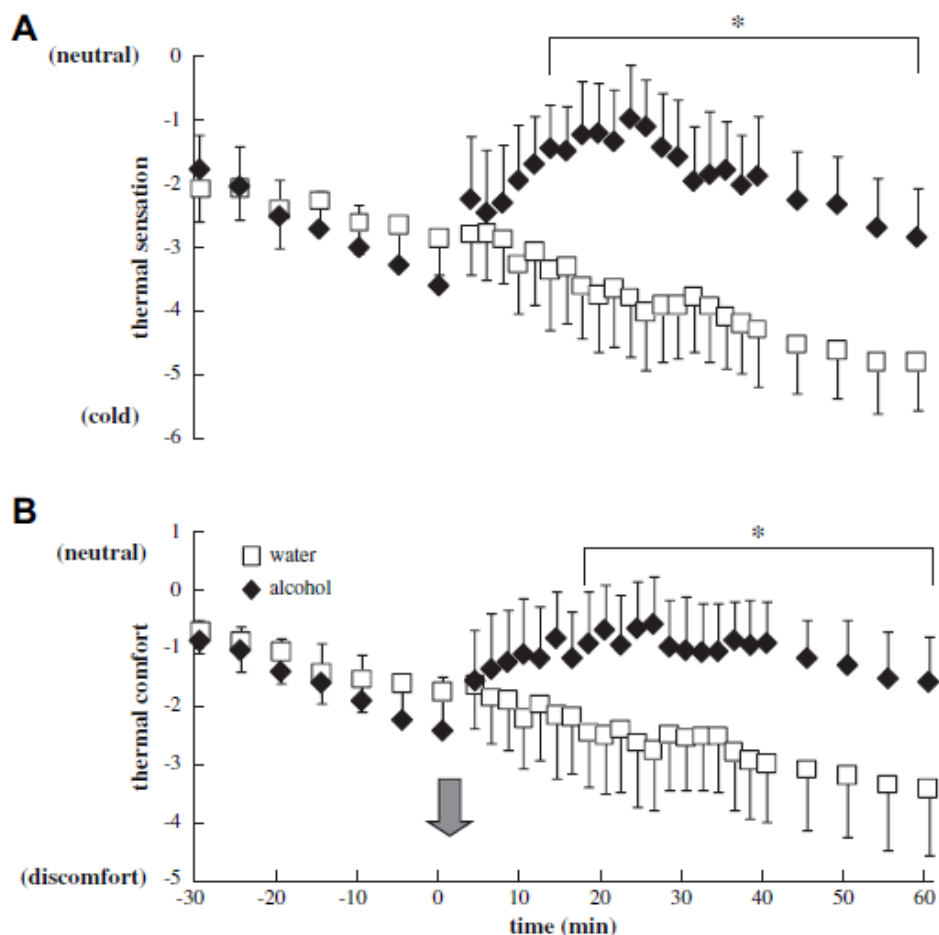 A
(neutral)
0
*
-1
-2
thermal sensation
-3
-4
-5
(cold)
-6
B
1
(neutral)
water
*
0
alcohol
-1
thermal comfort
-2
-3
-4
(discomfort)
-5
-30 -20 -10 0 10 20 30 40 50 60
time (min)